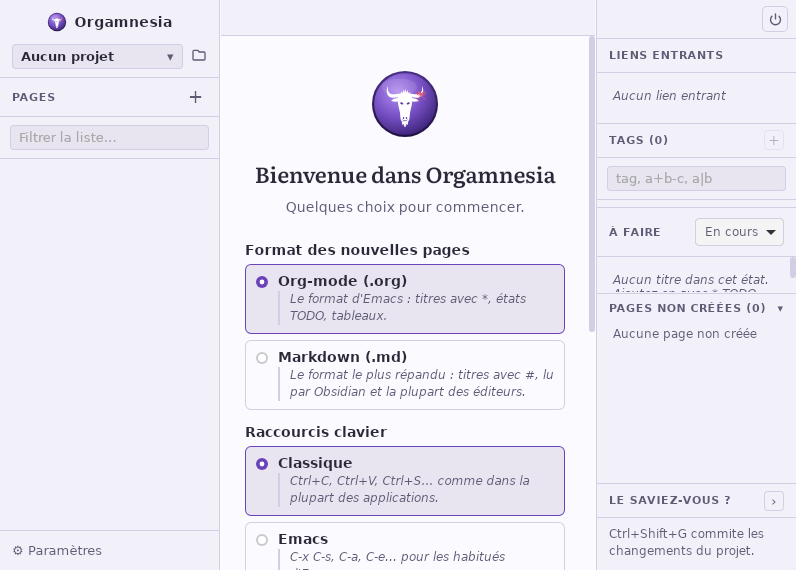 Orgamnesia
Aucun projet ▾
PAGES +
Filtrer la liste...
⚙ Paramètres
Bienvenue dans Orgamnesia
Quelques choix pour commencer.
Format des nouvelles pages
Org-mode (.org)
Le format d'Emacs : titres avec *, états
TODO, tableaux.
Markdown (.md)
Le format le plus répandu : titres avec #, lu
par Obsidian et la plupart des éditeurs.
Raccourcis clavier
Classique
Ctrl+C, Ctrl+V, Ctrl+S… comme dans la
plupart des applications.
Emacs
C-x C-s, C-a, C-e… pour les habitués
LIENS ENTRANTS
Aucun lien entrant
TAGS (0) +
tag, a+b-c, a|b
À FAIRE En cours
Aucun titre dans cet état.
PAGES NON CRÉÉES (0) ▾
Aucune page non créée
LE SAVIEZ-VOUS ? ›
Ctrl+Shift+G commite les
changements du projet.